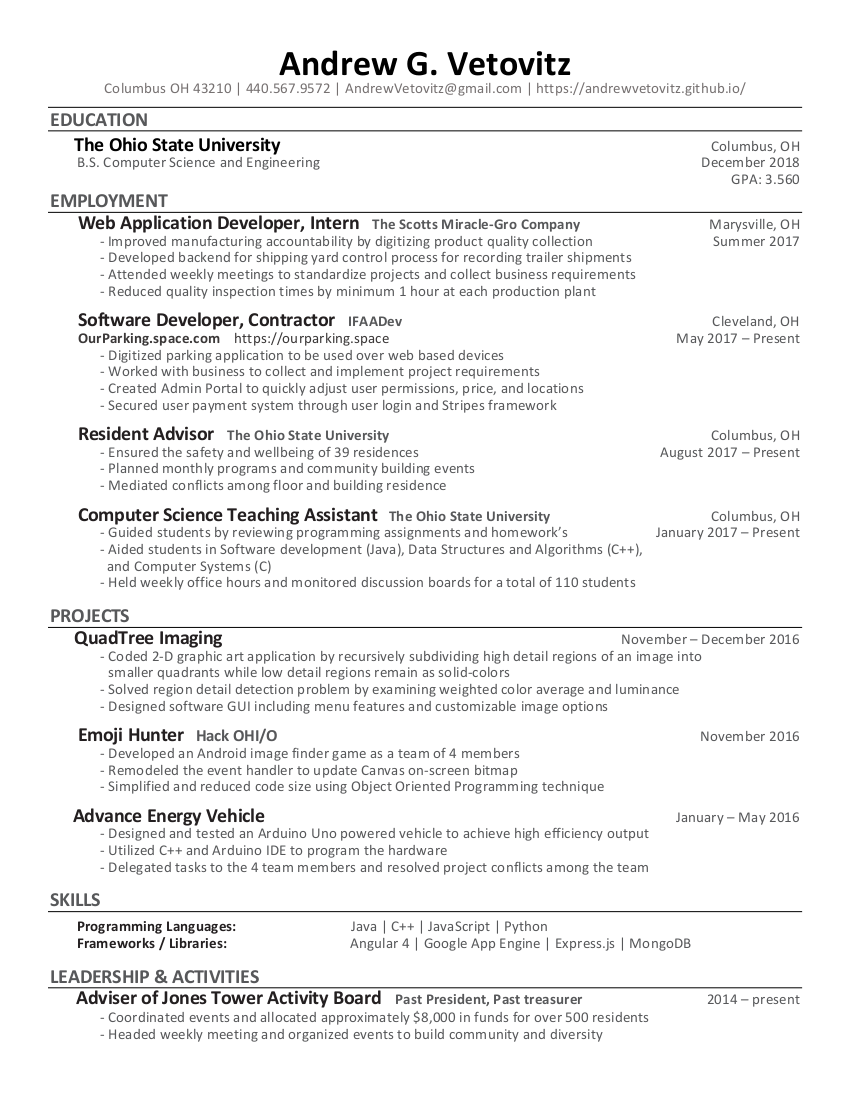 Andrew G. Vetovitz
Columbus OH 43210 | 440.567.9572 | AndrewVetovitz@gmail.com | https://andrewvetovitz.github.io/
EDUCATION
The Ohio State University Columbus, OH
B.S. Computer Science and Engineering December 2018
GPA: 3.560
EMPLOYMENT
Web Application Developer, Intern The Scotts Miracle-Gro Company Marysville, OH
- Improved manufacturing accountability by digitizing product quality collection Summer 2017
- Developed backend for shipping yard control process for recording trailer shipments
- Attended weekly meetings to standardize projects and collect business requirements
- Reduced quality inspection times by minimum 1 hour at each production plant
Software Developer, Contractor IFAADev Cleveland, OH
OurParking.space.com https://ourparking.space May 2017 – Present
- Digitized parking application to be used over web based devices
- Worked with business to collect and implement project requirements
- Created Admin Portal to quickly adjust user permissions, price, and locations
- Secured user payment system through user login and Stripes framework
Resident Advisor The Ohio State University Columbus, OH
- Ensured the safety and wellbeing of 39 residences August 2017 – Present
- Planned monthly programs and community building events
- Mediated conflicts among floor and building residence
Computer Science Teaching Assistant The Ohio State University Columbus, OH
- Guided students by reviewing programming assignments and homework's January 2017 – Present
- Aided students in Software development (Java), Data Structures and Algorithms (C++),
and Computer Systems (C)
- Held weekly office hours and monitored discussion boards for a total of 110 students
PROJECTS
QuadTree Imaging November – December 2016
- Coded 2-D graphic art application by recursively subdividing high detail regions of an image into
smaller quadrants while low detail regions remain as solid-colors
- Solved region detail detection problem by examining weighted color average and luminance
- Designed software GUI including menu features and customizable image options
Emoji Hunter Hack OHI/O November 2016
- Developed an Android image finder game as a team of 4 members
- Remodeled the event handler to update Canvas on-screen bitmap
- Simplified and reduced code size using Object Oriented Programming technique
Advance Energy Vehicle January – May 2016
- Designed and tested an Arduino Uno powered vehicle to achieve high efficiency output
- Utilized C++ and Arduino IDE to program the hardware
- Delegated tasks to the 4 team members and resolved project conflicts among the team
SKILLS
Programming Languages: Java | C++ | JavaScript | Python
Frameworks / Libraries: Angular 4 | Google App Engine | Express.js | MongoDB
LEADERSHIP & ACTIVITIES
Adviser of Jones Tower Activity Board Past President, Past treasurer 2014 – present
- Coordinated events and allocated approximately $8,000 in funds for over 500 residents
- Headed weekly meeting and organized events to build community and diversity